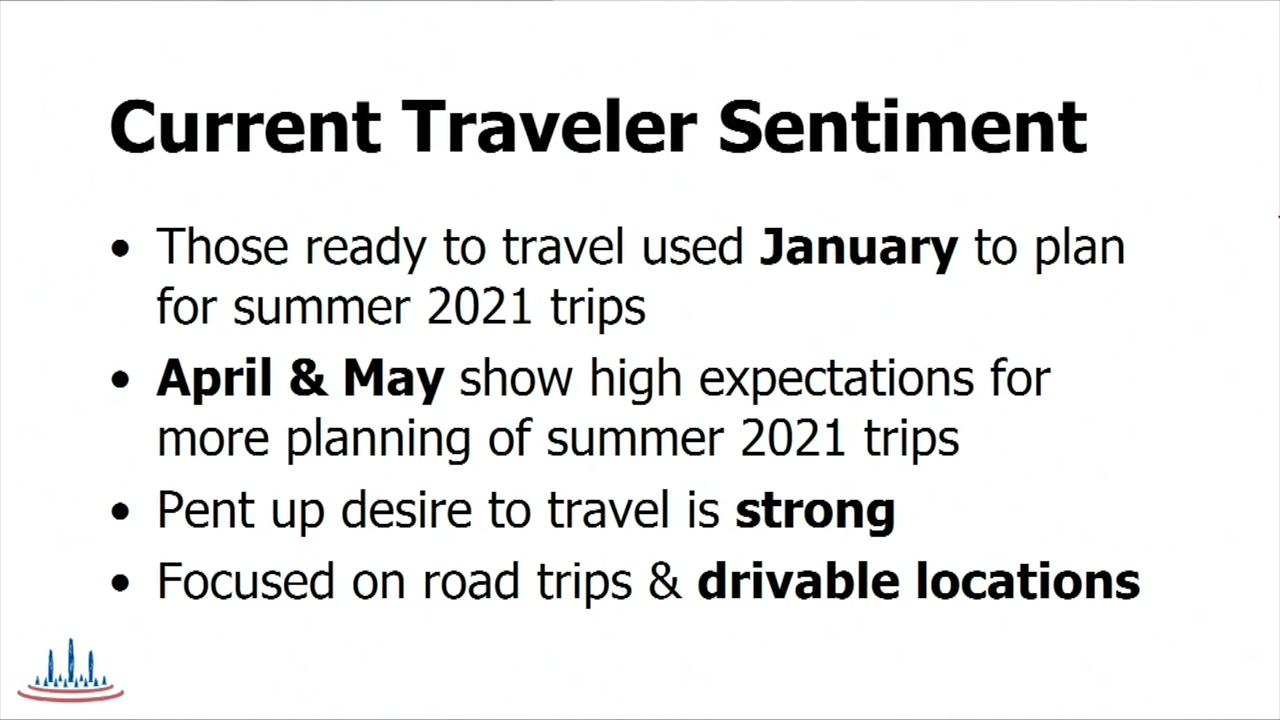 Current Traveler Sentiment
• Those ready to travel used January to plan
for summer 2021 trips
• April & May show high expectations for
more planning of summer 2021 trips
• Pent up desire to travel is strong
• Focused on road trips & drivable locations